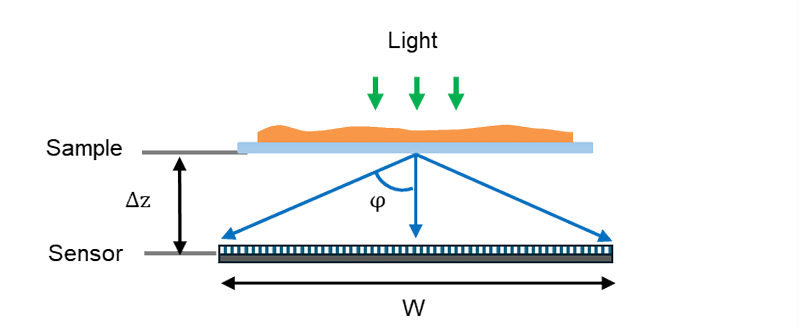 Light
Sample
Δz
φ
Sensor
W